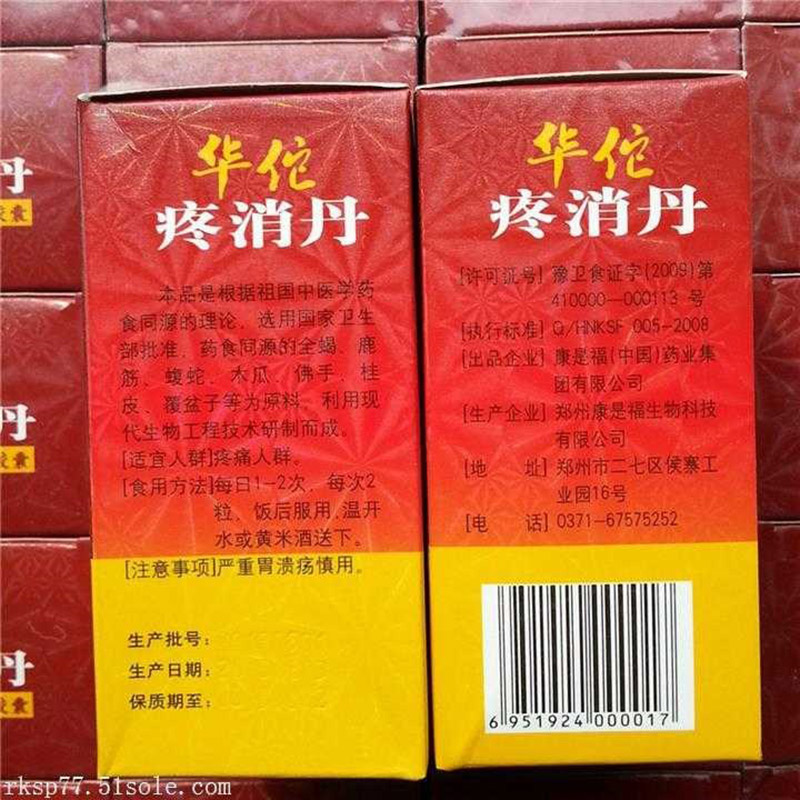 华佗
疼消丹
本品是根据祖国中医学药
食同源的理论、选用国家卫生
部批准、药食同源的全蝎、鹿
筋、蝮蛇、木瓜、佛手、桂
皮、覆盆子等为原料、利用现
代生物工程技术研制而成。
[适宜人群]疼痛人群。
[食用方法]每日1-2次、每次2
粒、饭后服用,温开
水或黄米酒送下。
[注意事项]严重胃溃疡慎用。
生产批号:
生产日期:
保质期至:
华佗
疼消丹
[许可证号] 豫卫食证字(2009)第
410000-000113 号
[执行标准] Q/HNKSF 005-2008
[出品企业] 康是福(中国)药业集
团有限公司
[生产企业] 郑州康是福生物科技
有限公司
[地 址] 郑州市二七区侯寨工
业园16号
[电 话] 0371-67575252
6 951924 000017
丹
胶囊
丹
胶囊
丹
胶囊
rksp77.51sole.com